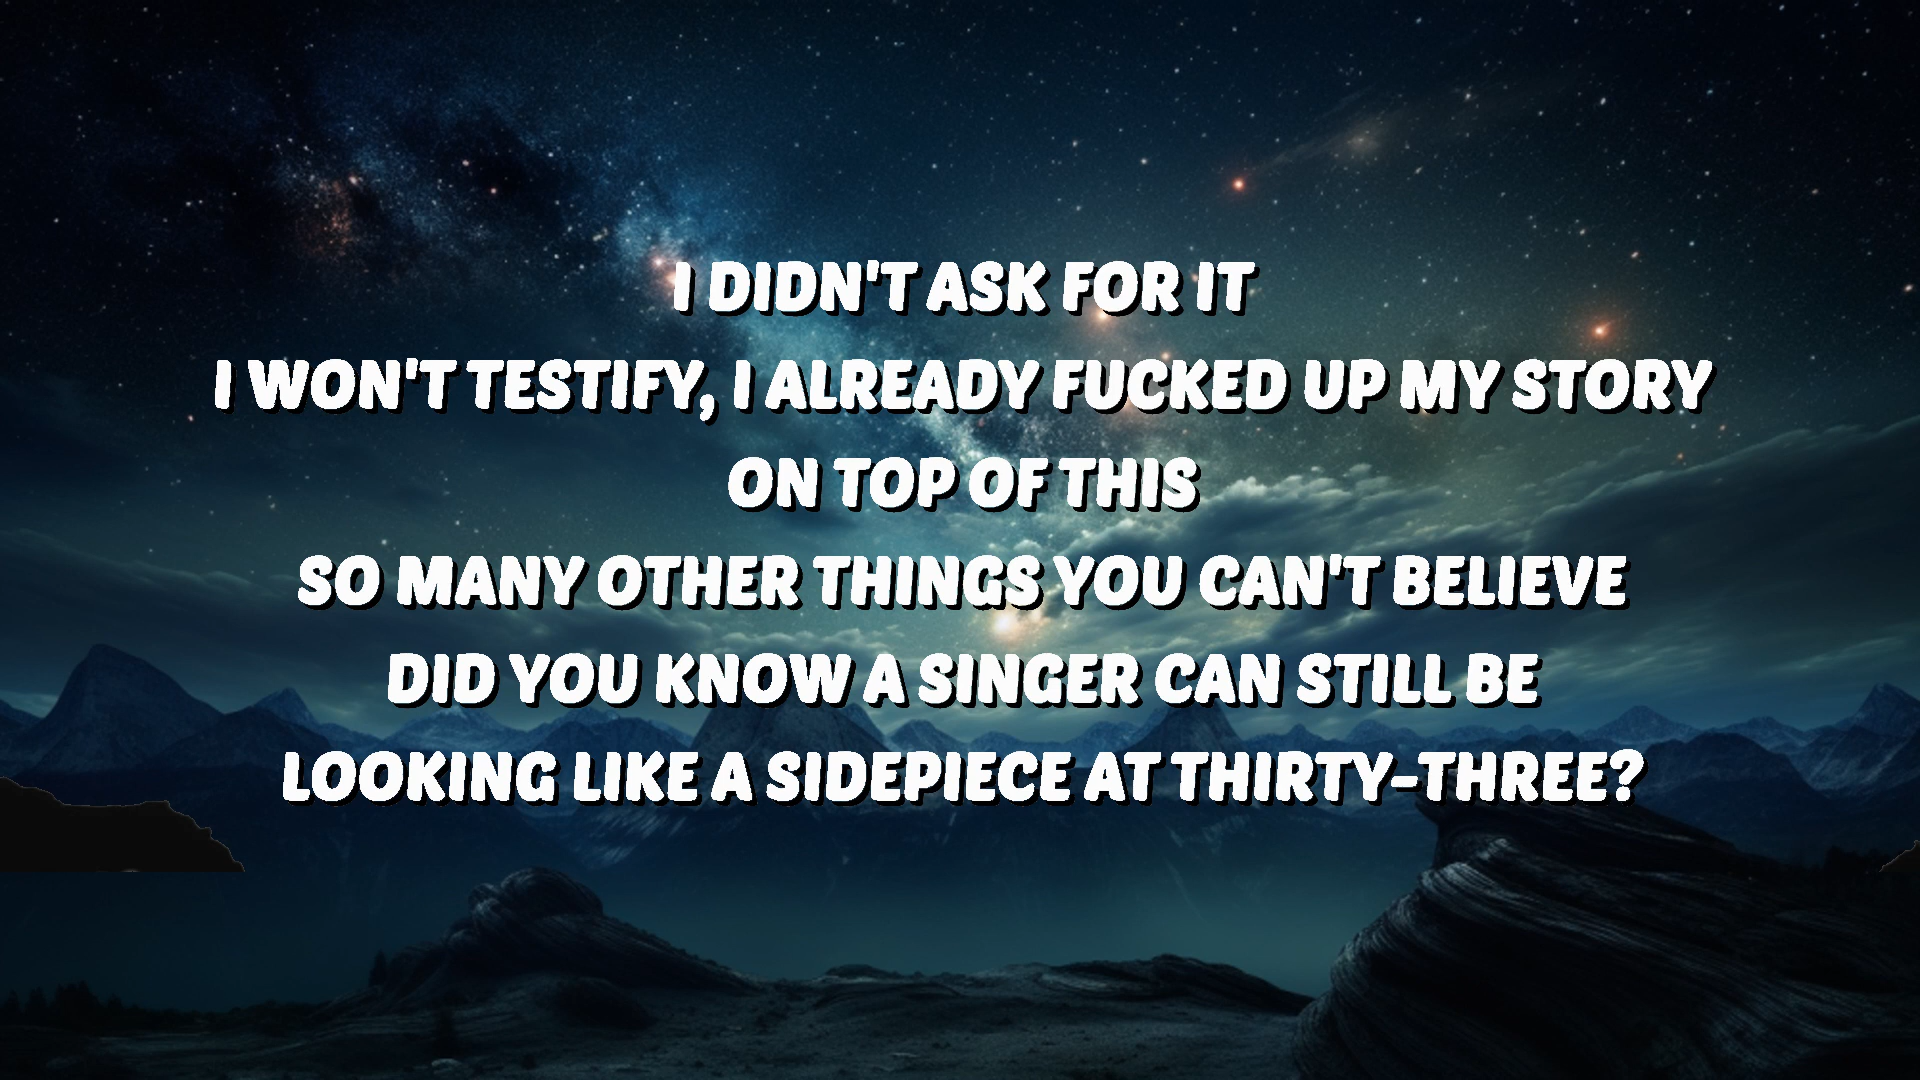 I DIDN'T ASK FOR IT
I WON'T TESTIFY, I ALREADY FUCKED UP MY STORY
ON TOP OF THIS
SO MANY OTHER THINGS YOU CAN'T BELIEVE
DID YOU KNOW A SINGER CAN STILL BE
LOOKING LIKE A SIDEPIECE AT THIRTY-THREE?